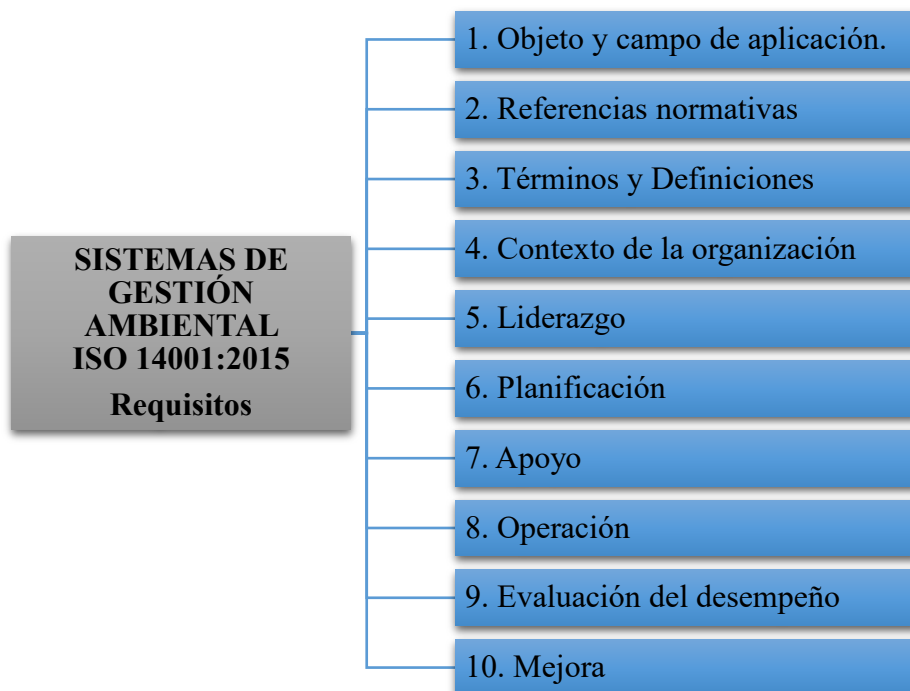 SISTEMAS DE
GESTIÓN
AMBIENTAL
ISO 14001:2015
Requisitos
1. Objeto y campo de aplicación.
2. Referencias normativas
3. Términos y Definiciones
4. Contexto de la organización
5. Liderazgo
6. Planificación
7. Apoyo
8. Operación
9. Evaluación del desempeño
10. Mejora